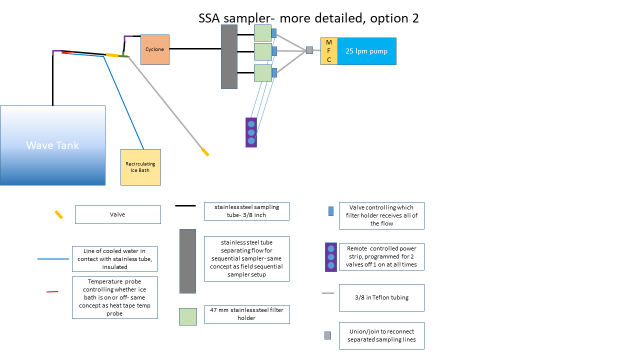 SSA sampler- more detailed, option 2
Cyclone
M
F
C
25 lpm pump
Wave Tank
Recirculating
Ice Bath
Valve
stainless steel sampling
tube- 3/8 inch
Valve controlling which
filter holder receives all of
the flow
Line of cooled water in
contact with stainless tube,
insulated
stainless steel tube
separating flow for
sequential sampler- same
concept as field sequential
sampler setup
Remote controlled power
strip, programmed for 2
valves off 1 on at all times
Temperature probe
controlling whether ice
bath is on or off- same
concept as heat tape temp
probe
3/8 in Teflon tubing
47 mm stainless steel filter
holder
Union/join to reconnect
separated sampling lines